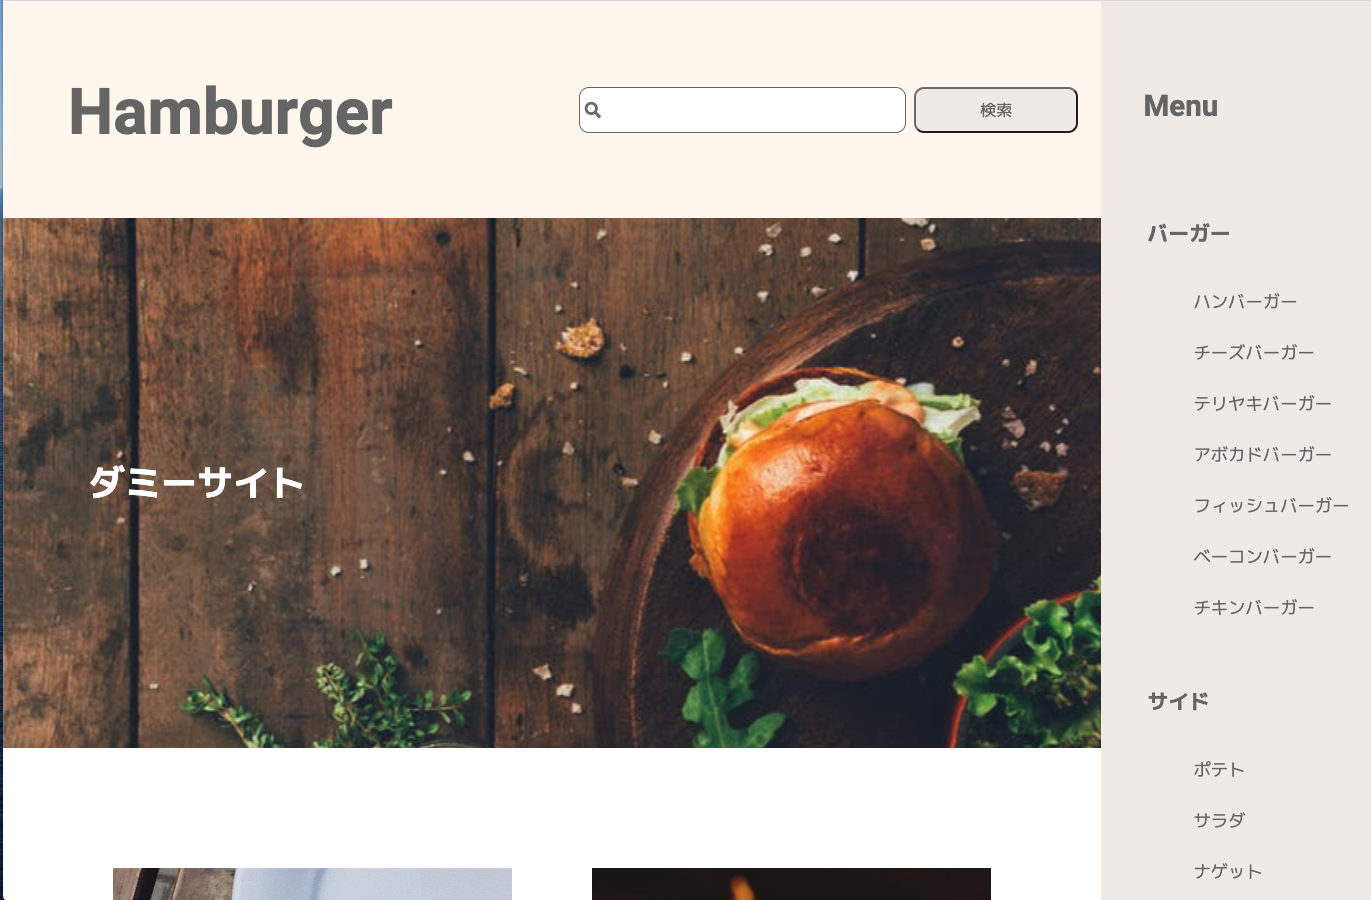 Hamburger
検索
ダミーサイト
Menu
バーガー
ハンバーガー
チーズバーガー
テリヤキバーガー
アボカドバーガー
フィッシュバーガー
ベーコンバーガー
チキンバーガー
サイド
ポテト
サラダ
ナゲット